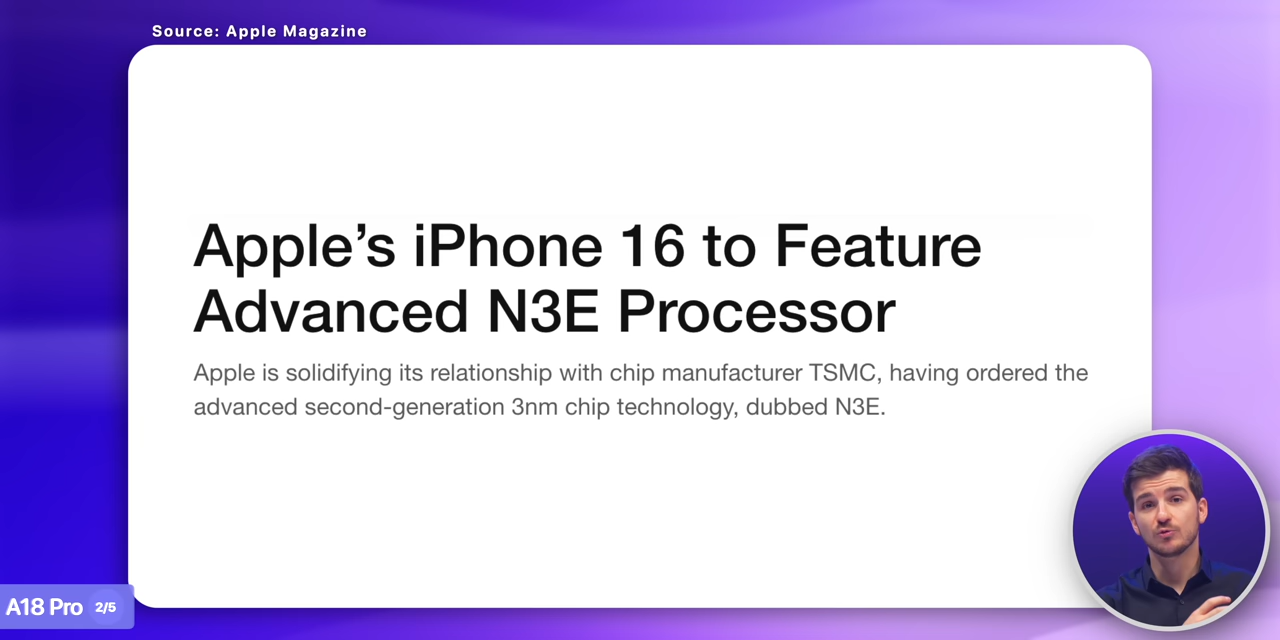 Source: Apple Magazine
Apple’s iPhone 16 to Feature
Advanced N3E Processor
Apple is solidifying its relationship with chip manufacturer TSMC, having ordered the
advanced second-generation 3nm chip technology, dubbed N3E.
A18 Pro 2/5